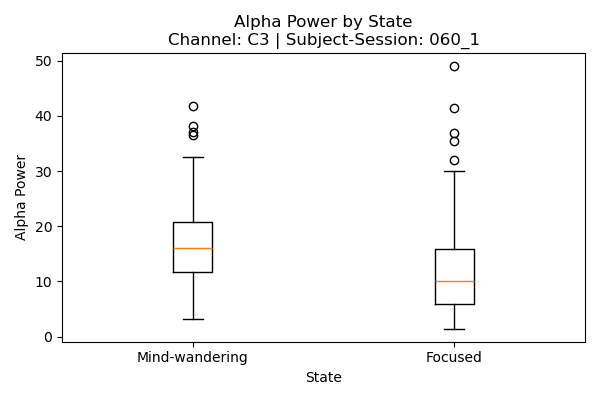 Alpha Power by State
Channel: C3 | Subject-Session: 060_1
Alpha Power
50
40
30
20
10
0
Mind-wandering
Focused
State